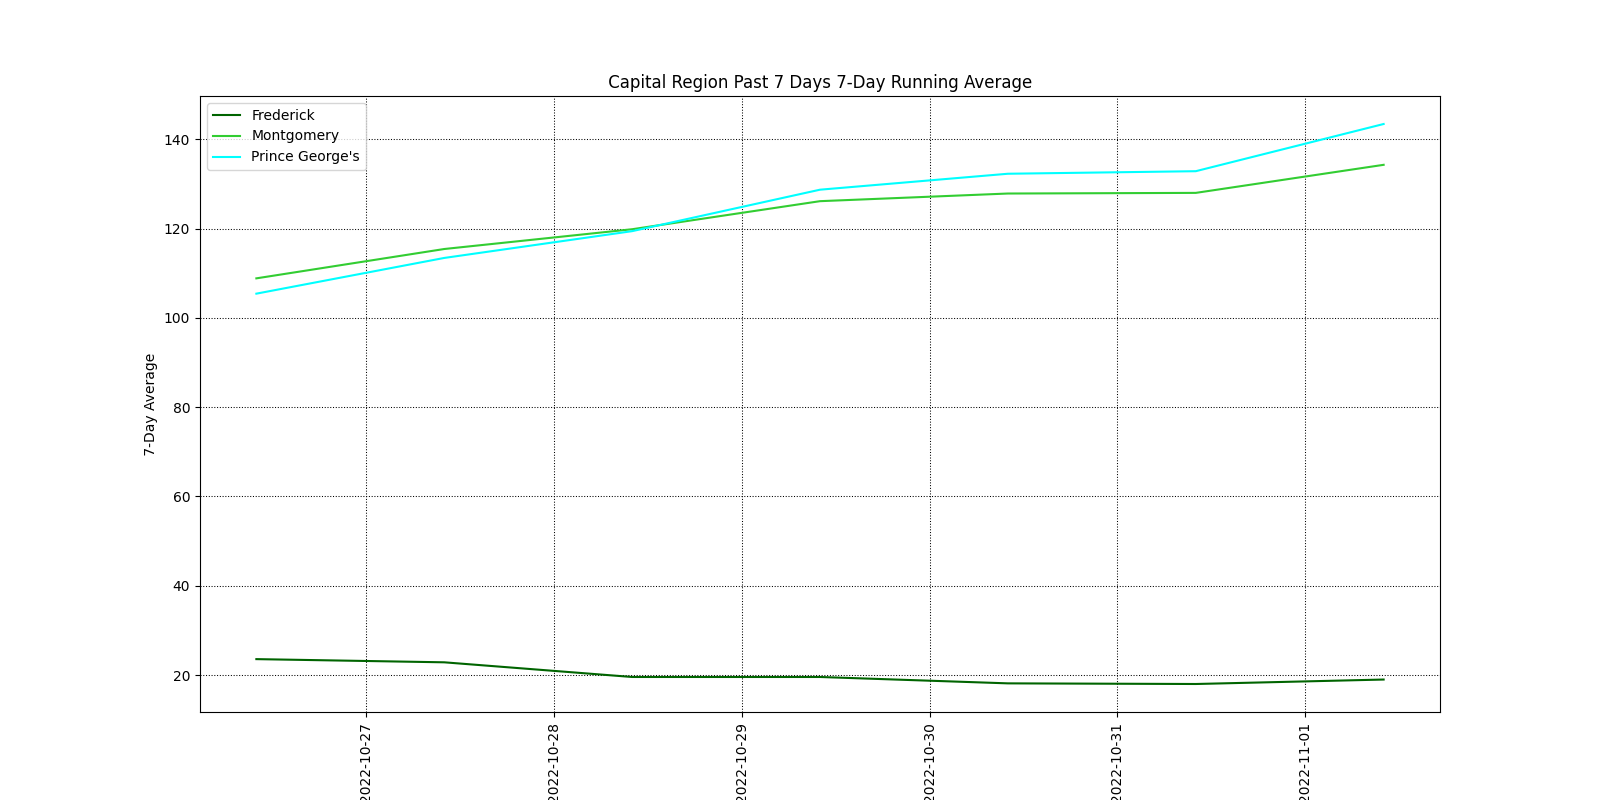 Capital Region Past 7 Days 7-Day Running Average
Frederick
Montgomery
Prince George's
140
120
100
80
60
40
20
7-Day Average
2022-10-27
2022-10-28
2022-10-29
2022-10-30
2022-10-31
2022-11-01